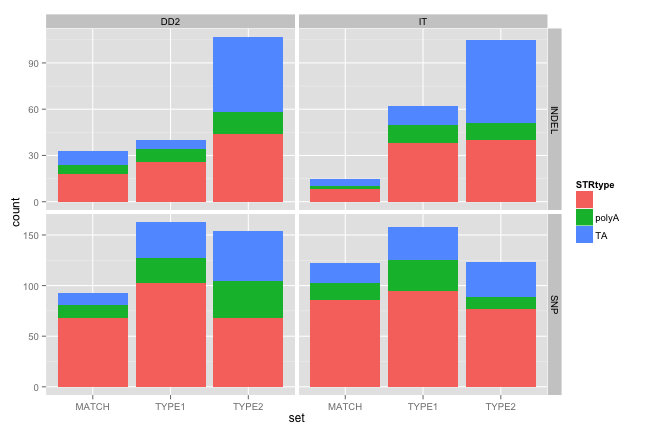 DD2
IT
count
90
60
30
0
INDEL
150
100
50
0
SNP
MATCH
TYPE1
TYPE2
MATCH
TYPE1
TYPE2
set
STRtype
polyA
TA